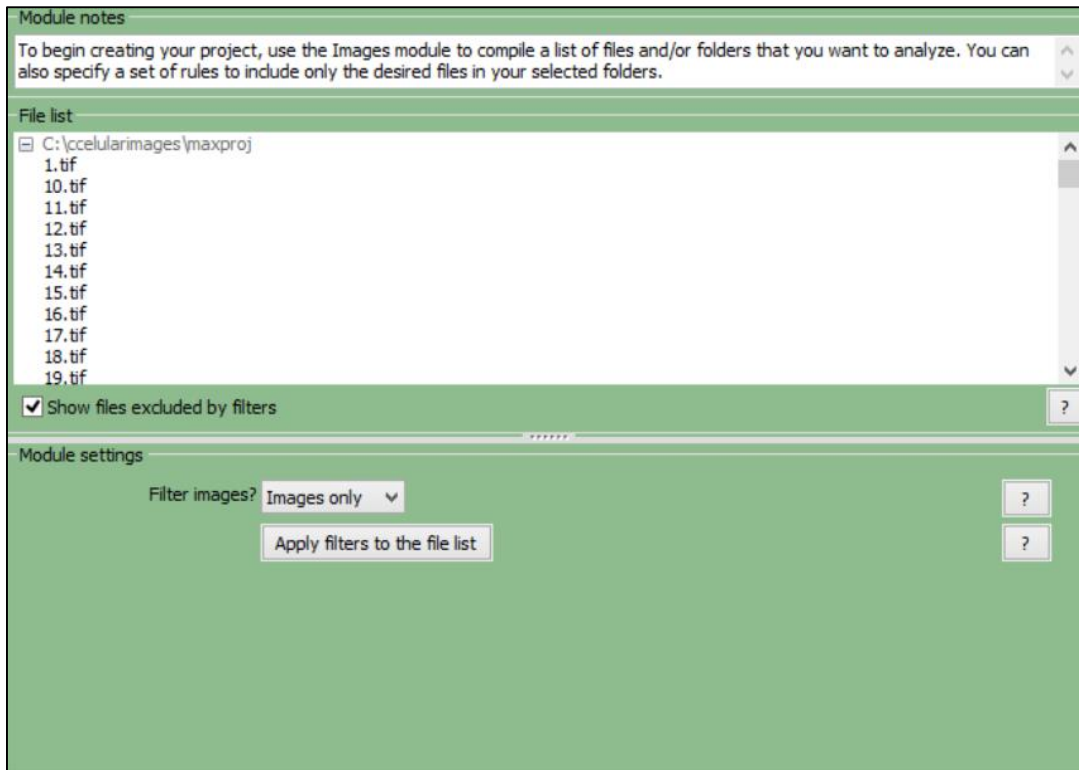 Module notes
To begin creating your project, use the Images module to compile a list of files and/or folders that you want to analyze. You can
also specify a set of rules to include only the desired files in your selected folders.
File list
C:\ccelularimages\maxproj
1.tif
10.tif
11.tif
12.tif
13.tif
14.tif
15.tif
16.tif
17.tif
18.tif
19.tif
Show files excluded by filters ?
Module settings
Filter images? Images only ?
Apply filters to the file list ?